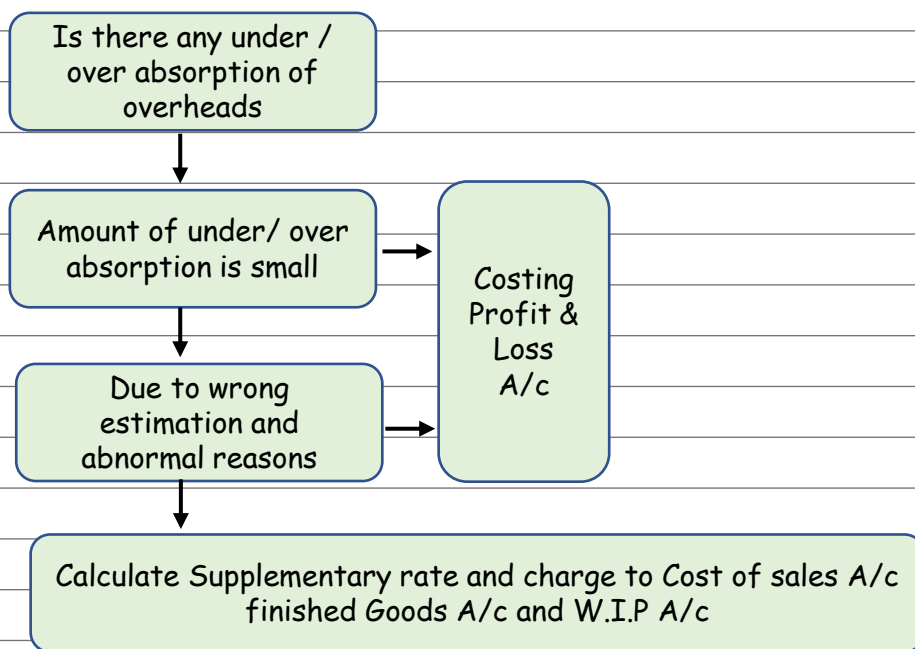 Is there any under /
over absorption of
overheads
Amount of under/ over
absorption is small
Costing
Profit &
Loss
A/c
Due to wrong
estimation and
abnormal reasons
Calculate Supplementary rate and charge to Cost of sales A/c
finished Goods A/c and W.I.P A/c